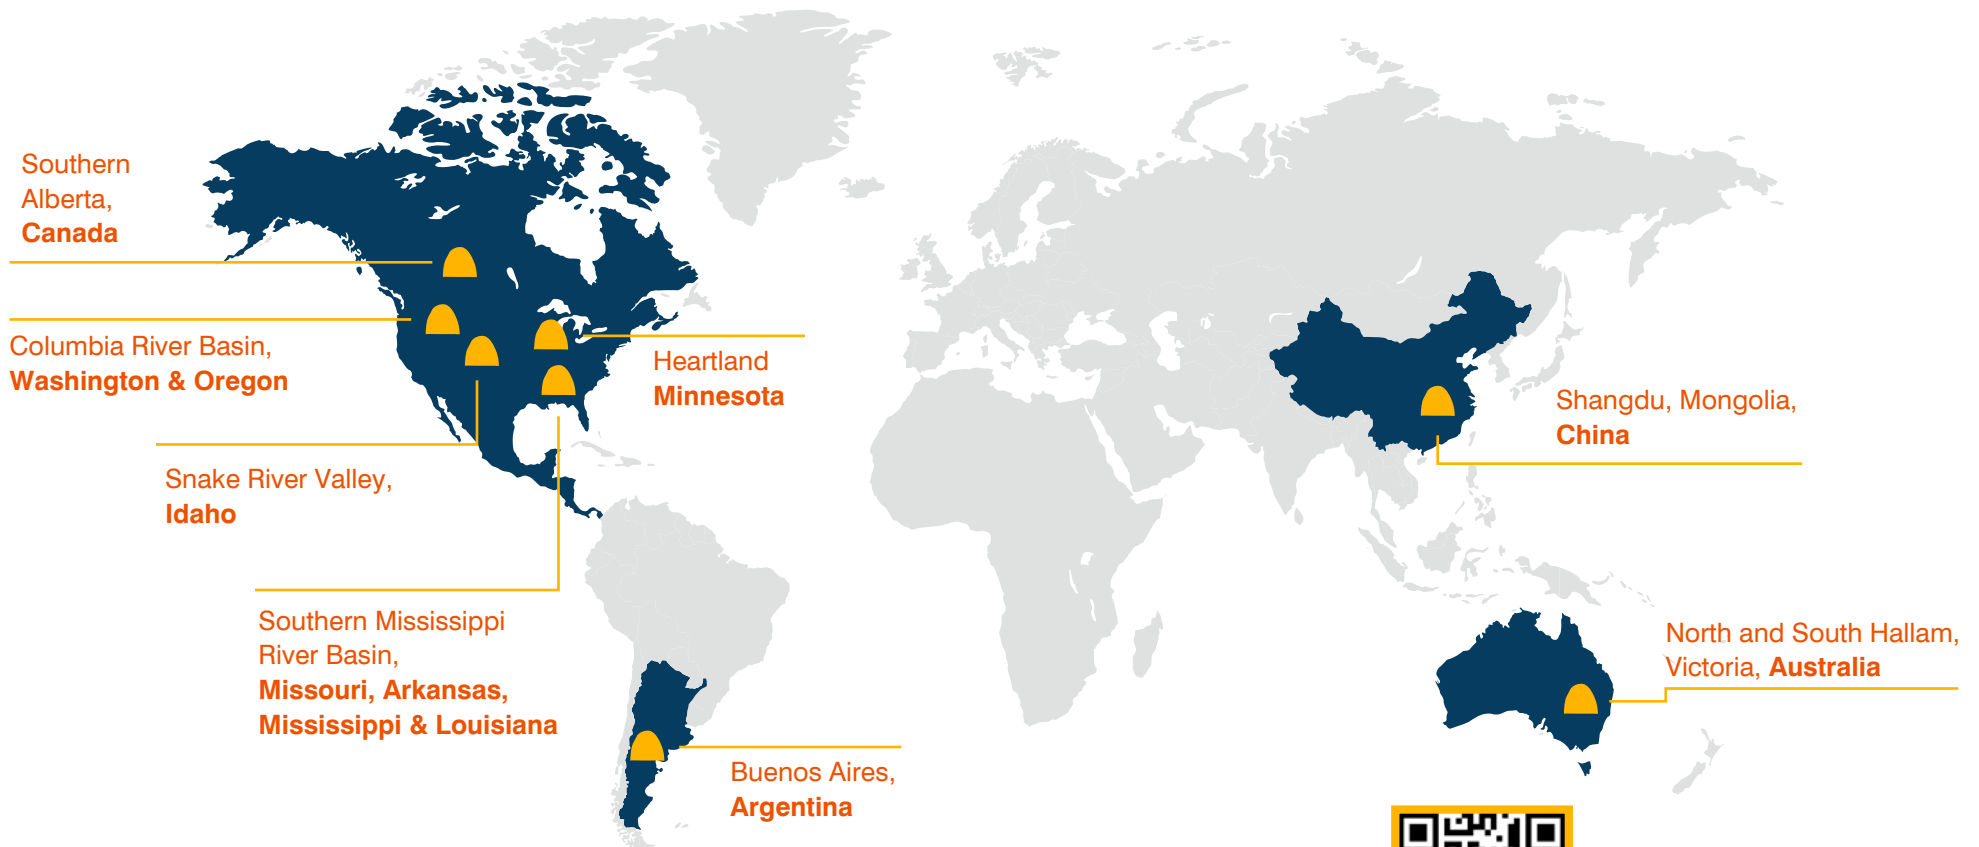 Southern
Alberta,
Canada
Columbia River Basin,
Washington & Oregon
Heartland
Minnesota
Shangdu, Mongolia,
China
Snake River Valley,
Idaho
Southern Mississippi
River Basin,
Missouri, Arkansas,
Mississippi & Louisiana
North and South Hallam,
Victoria, Australia
Buenos Aires,
Argentina